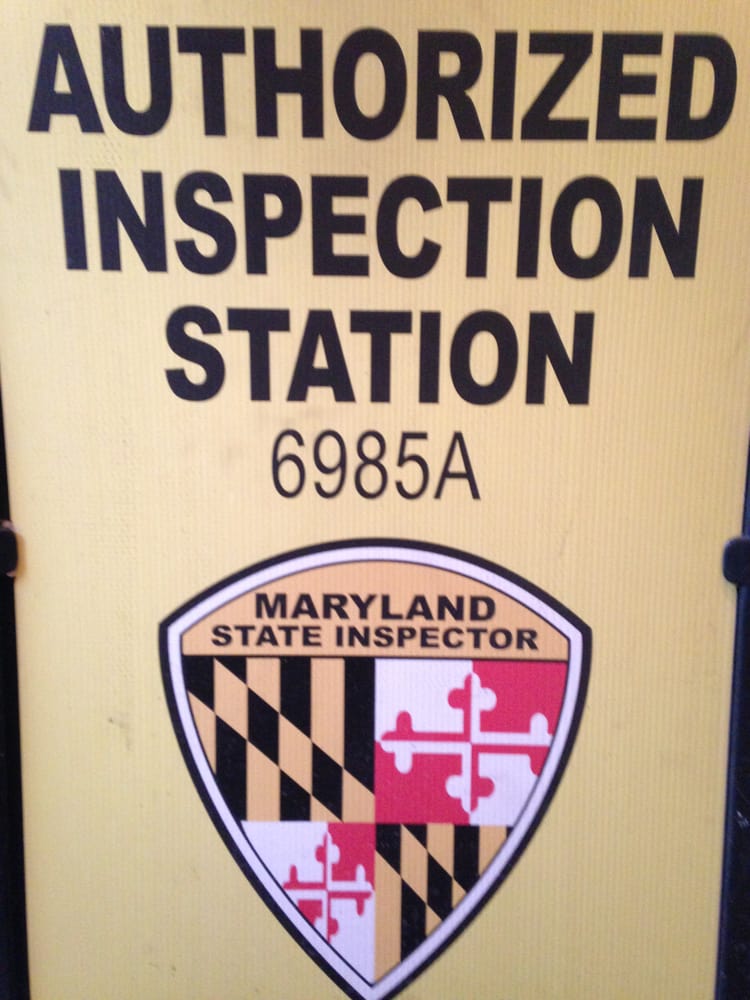 AUTHORIZED
INSPECTION
STATION
6985A
MARYLAND
STATE INSPECTOR